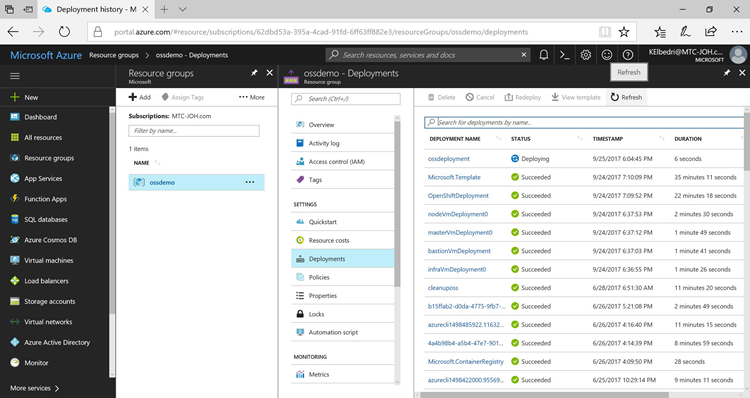 Deployment history - M
portal.azure.com/#resource/subscriptions/62dbd53a-395a-4cad-91fd-6ff63ff882e3/resourceGroups/ossdemo/deployments
Microsoft Azure Resource groups > ossdemo - Deployments
Search resources, services and docs
KElbedri@MTC-JOH.c...
MICROSOFT
Refresh
New
Dashboard
All resources
Resource groups
App Services
Function Apps
SQL databases
Azure Cosmos DB
Virtual machines
Load balancers
Storage accounts
Virtual networks
Azure Active Directory
Monitor
More services >
Resource groups
Microsoft
Add Assign Tags More
Subscriptions: MTC-JOH.com
Filter by name...
1 items
NAME
ossdemo
ossdemo - Deployments
Resource group
Search (Ctrl+/)
Overview
Activity log
Access control (IAM)
Tags
SETTINGS
Quickstart
Resource costs
Deployments
Policies
Properties
Locks
Automation script
MONITORING
Metrics
Delete Cancel Redeploy View template Refresh
Search for deployments by name...
DEPLOYMENT NAME STATUS TIMESTAMP DURATION
ossdeployment Deploying 9/25/2017 6:04:45 PM 6 seconds
Microsoft.Template Succeeded 9/24/2017 7:10:09 PM 35 minutes 11 seconds
OpenShiftDeployment Succeeded 9/24/2017 7:09:52 PM 22 minutes 18 seconds
nodeVmDeployment0 Succeeded 9/24/2017 6:37:53 PM 2 minutes 30 seconds
masterVmDeployment0 Succeeded 9/24/2017 6:37:12 PM 1 minute 49 seconds
bastionVmDeployment Succeeded 9/24/2017 6:37:03 PM 1 minute 41 seconds
infraVmDeployment0 Succeeded 9/24/2017 6:36:55 PM 1 minute 26 seconds
cleanuposs Succeeded 6/28/2017 6:51:30 AM 11 minutes 20 seconds
b15ffab2-d0da-4775-9fb7-... Succeeded 6/26/2017 5:21:08 PM 2 minutes 49 seconds
azurecli1498485922.11632... Succeeded 6/26/2017 4:16:40 PM 11 minutes 15 seconds
4a4b98b4-a5b4-47e7-901... Succeeded 6/26/2017 4:14:39 PM 8 minutes 59 seconds
Microsoft.ContainerRegistry Succeeded 6/26/2017 4:09:50 PM 28 seconds
azurecli1498422000.95569... Succeeded 6/25/2017 10:29:14 PM 9 minutes 11 seconds